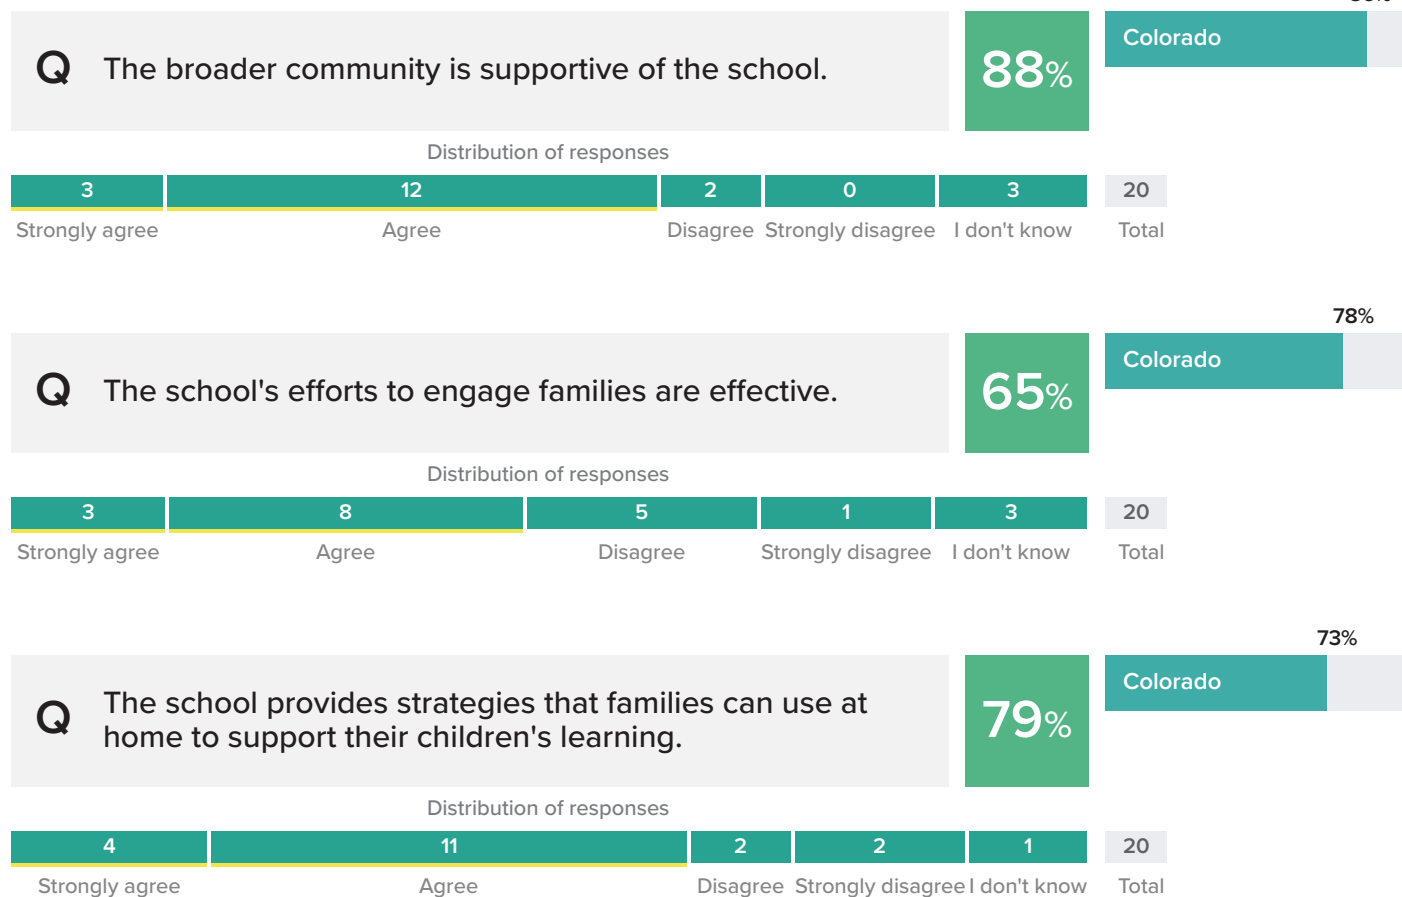 Q The broader community is supportive of the school. 88% Colorado
Distribution of responses
3 12 2 0 3 20
Strongly agree Agree Disagree Strongly disagree I don't know Total
78%
Q The school's efforts to engage families are effective. 65% Colorado
Distribution of responses
3 8 5 1 3 20
Strongly agree Agree Disagree Strongly disagree I don't know Total
73%
Colorado
Q The school provides strategies that families can use at
home to support their children's learning.
79%
Distribution of responses
4 11 2 2 1 20
Strongly agree Agree Disagree Strongly disagree I don't know Total